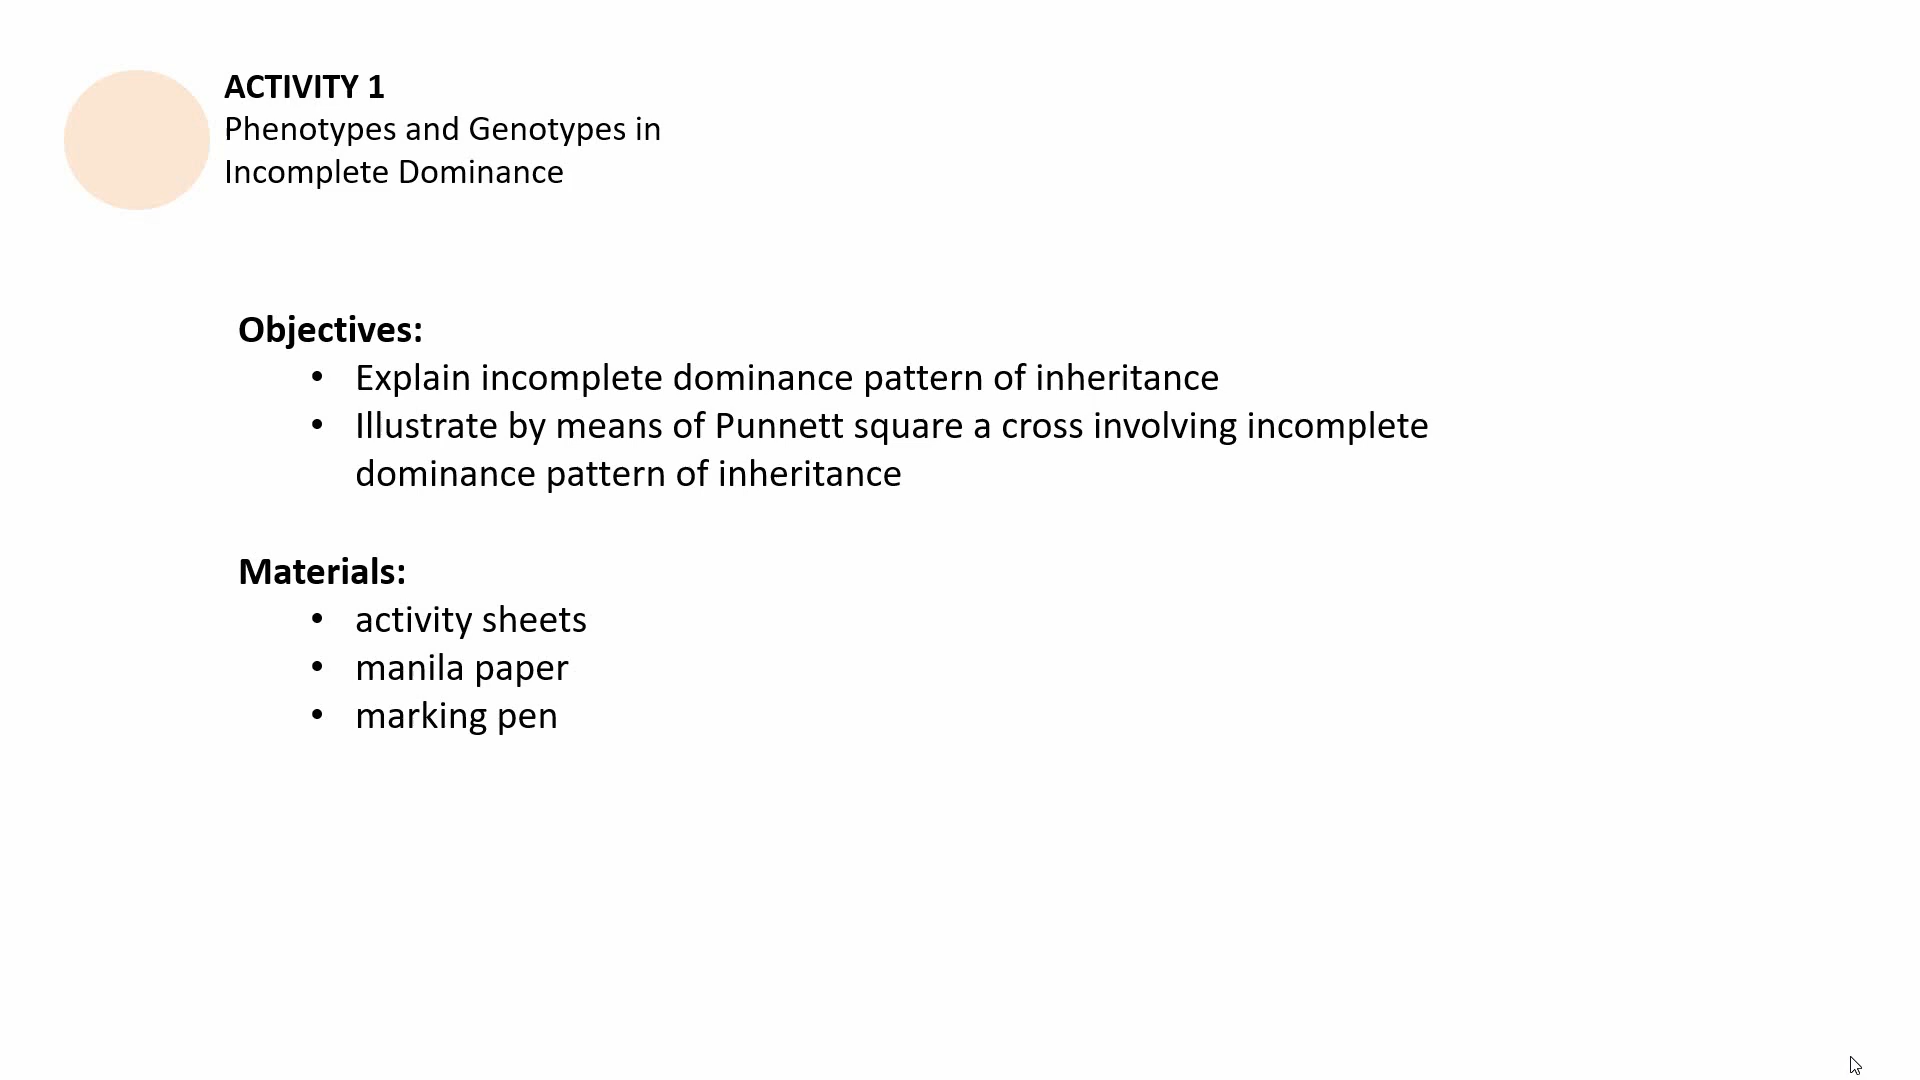 ACTIVITY 1
Phenotypes and Genotypes in
Incomplete Dominance
Objectives:
• Explain incomplete dominance pattern of inheritance
• Illustrate by means of Punnett square a cross involving incomplete
dominance pattern of inheritance
Materials:
• activity sheets
• manila paper
• marking pen